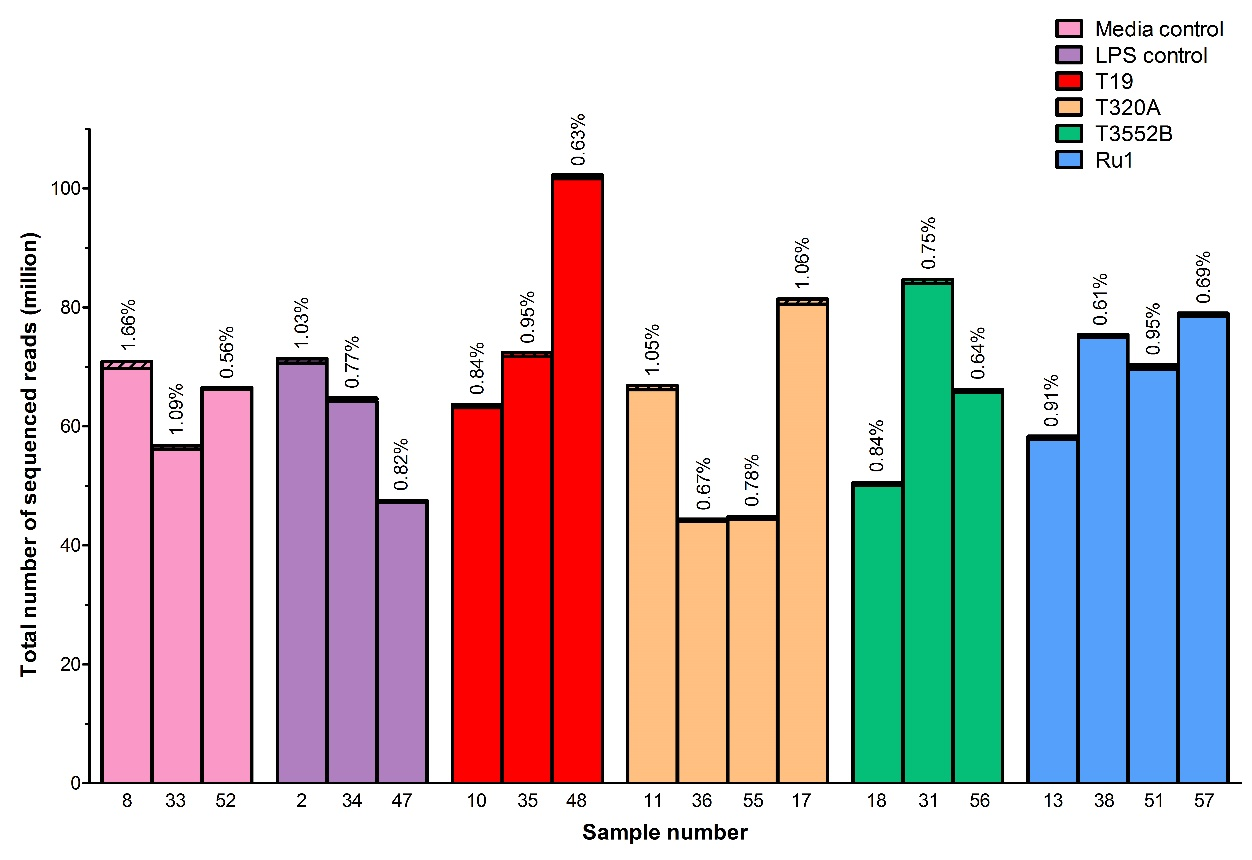 Media control
LPS control
T19
T320A
T3552B
Ru1
Total number of sequenced reads (million)
100
80
60
40
20
0
1.66%
1.09%
0.56%
1.03%
0.77%
0.82%
0.84%
0.95%
0.63%
1.05%
0.67%
0.78%
1.06%
0.84%
0.75%
0.64%
0.91%
0.61%
0.95%
0.69%
8 33 52 2 34 47 10 35 48 11 36 55 17 18 31 56 13 38 51 57
Sample number